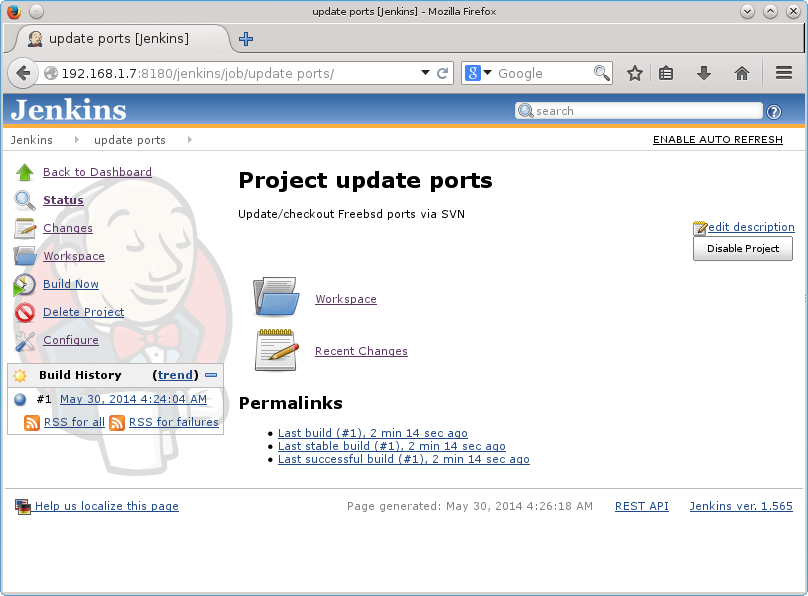 update ports [Jenkins] - Mozilla Firefox
update ports [Jenkins]
192.168.1.7:8180/jenkins/job/update ports/
8 Google
Jenkins
search
?
Jenkins update ports
ENABLE AUTO REFRESH
Back to Dashboard
Status
Changes
Workspace
Build Now
Delete Project
Configure
Build History (trend)
#1 May 30, 2014 4:24:04 AM
RSS for all RSS for failures
Project update ports
Update/checkout Freebsd ports via SVN
edit description
Disable Project
Workspace
Recent Changes
Permalinks
• Last build (#1), 2 min 14 sec ago
• Last stable build (#1), 2 min 14 sec ago
• Last successful build (#1), 2 min 14 sec ago
Help us localize this page
Page generated: May 30, 2014 4:26:18 AM REST API Jenkins ver. 1.565